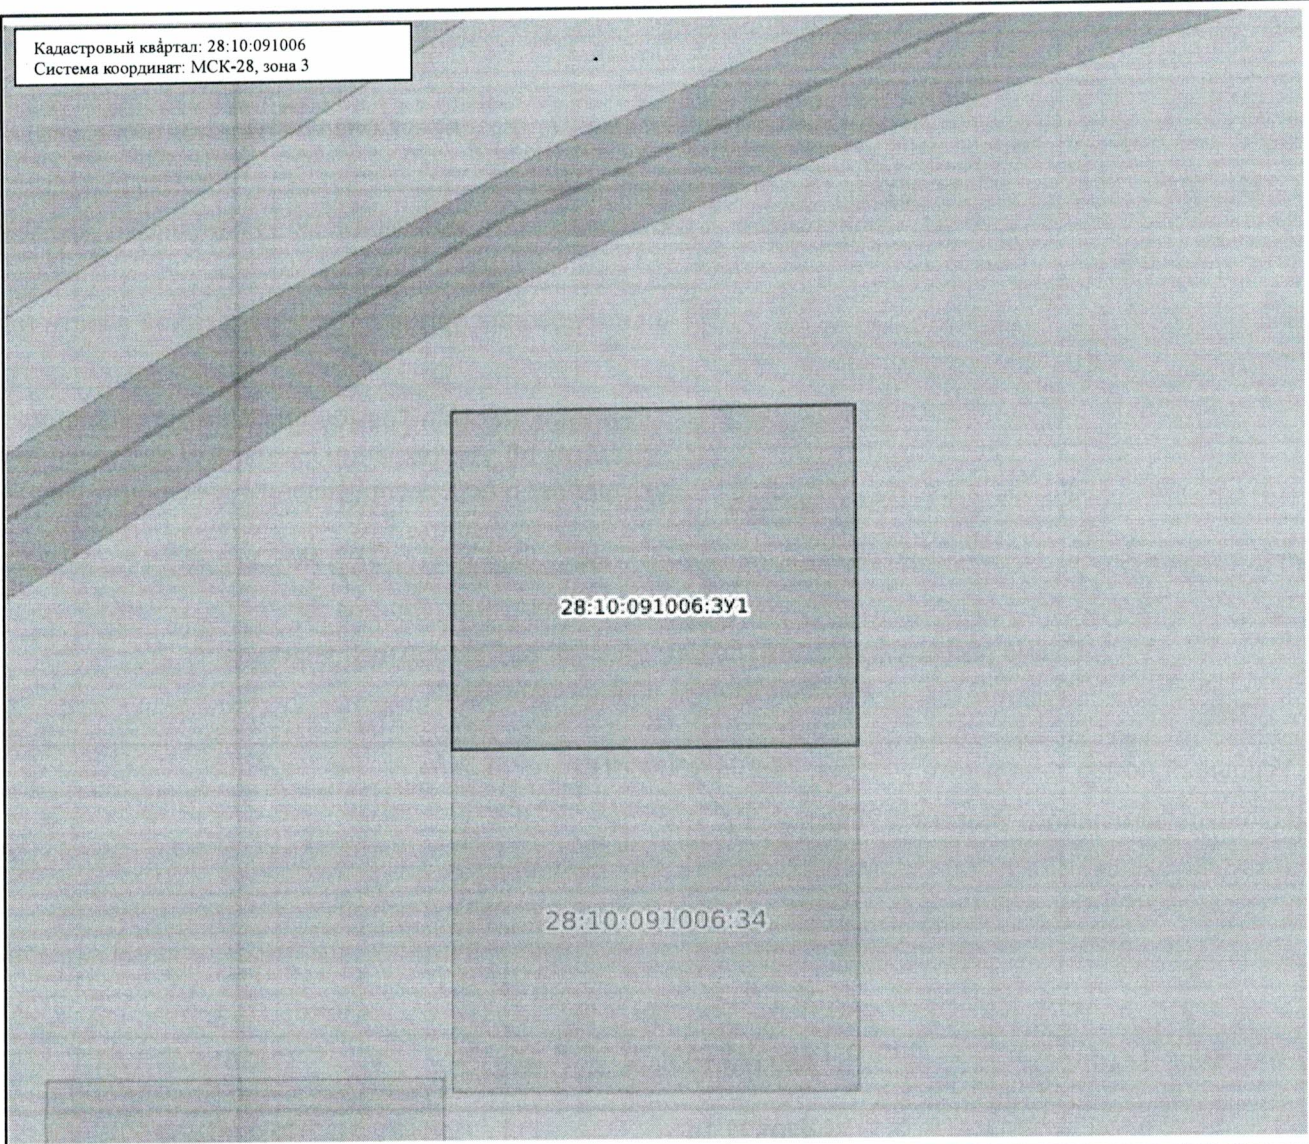 Кадастровый квартал: 28:10:091006
Система координат: МСК-28, зона 3
28:10:091006:ЗУ1
28:10:091006:34